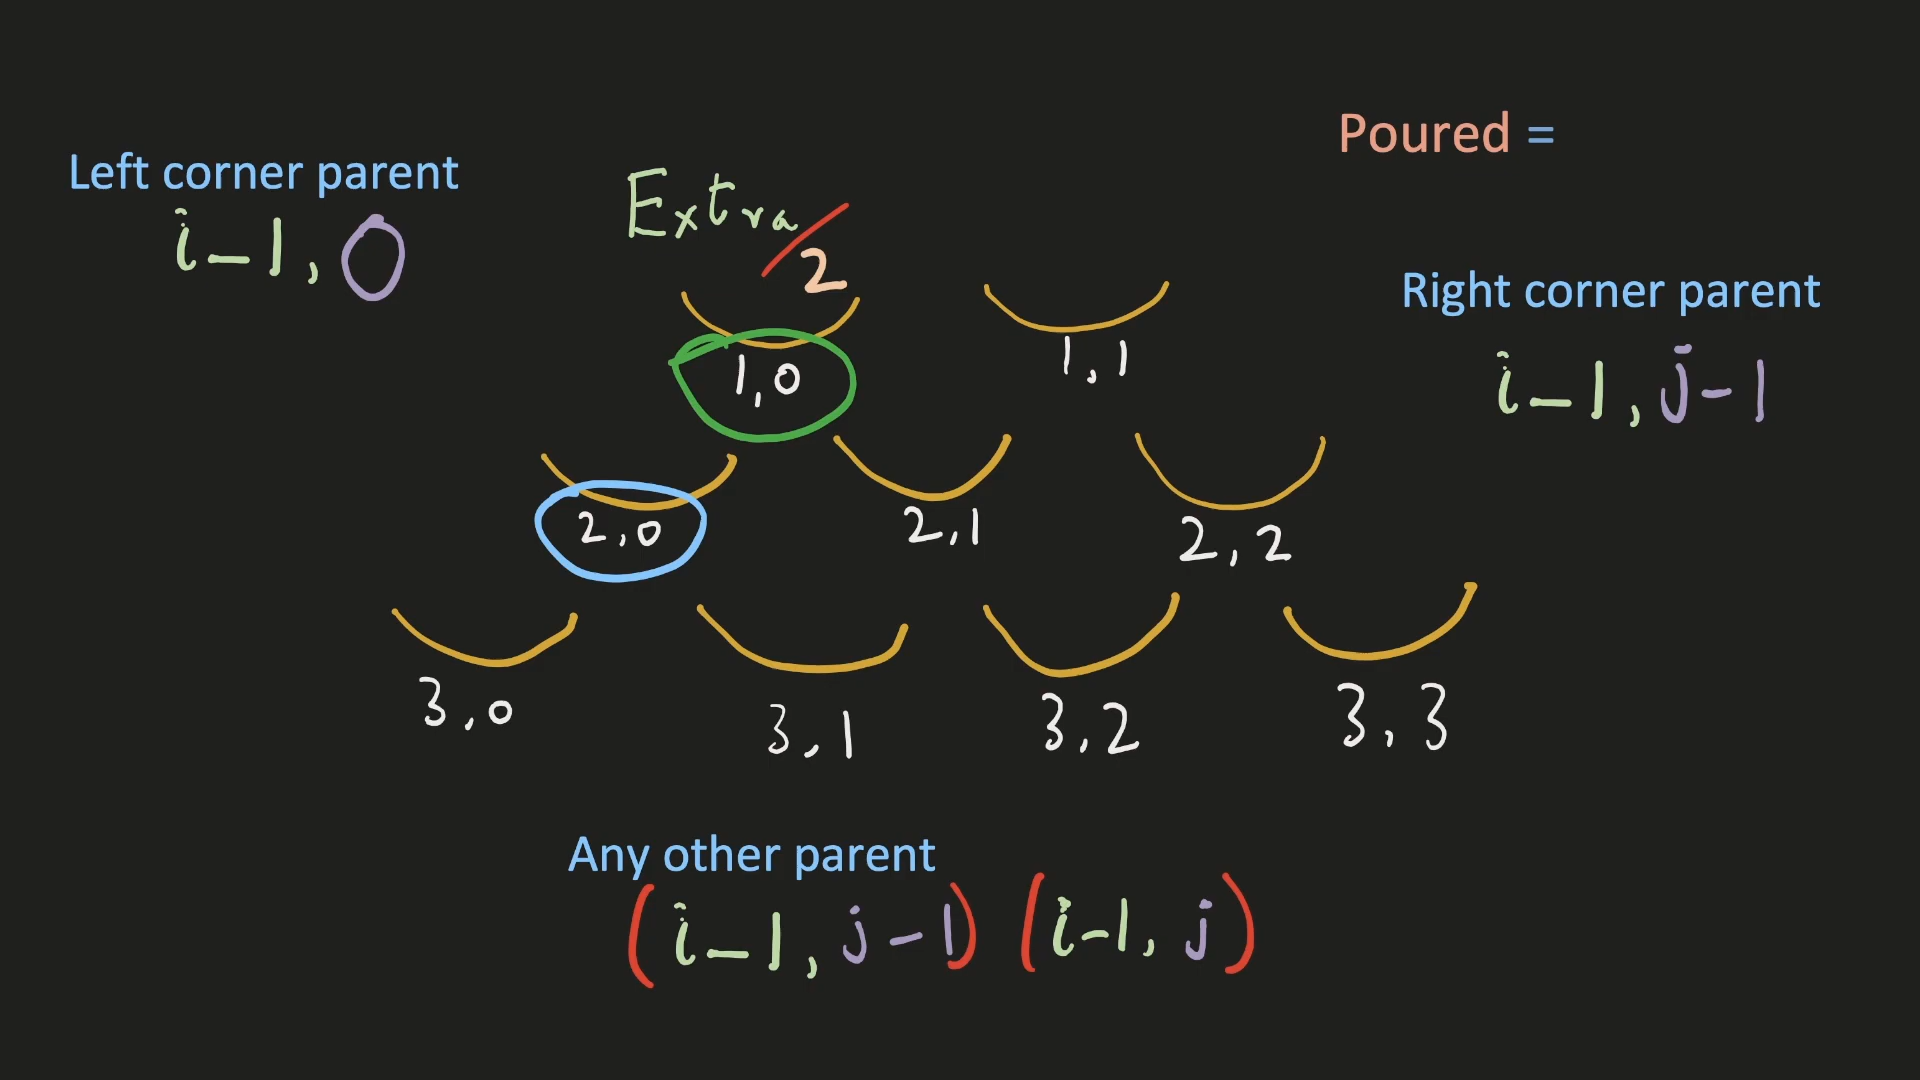 Poured =
Left corner parent
i-1, 0
Extra/2
Right corner parent
i-1, j-1
1,0
1,1
2,0
2,1
2,2
3,0
3,1
3,2
3,3
Any other parent
(i-1, j-1) (i-1, j)